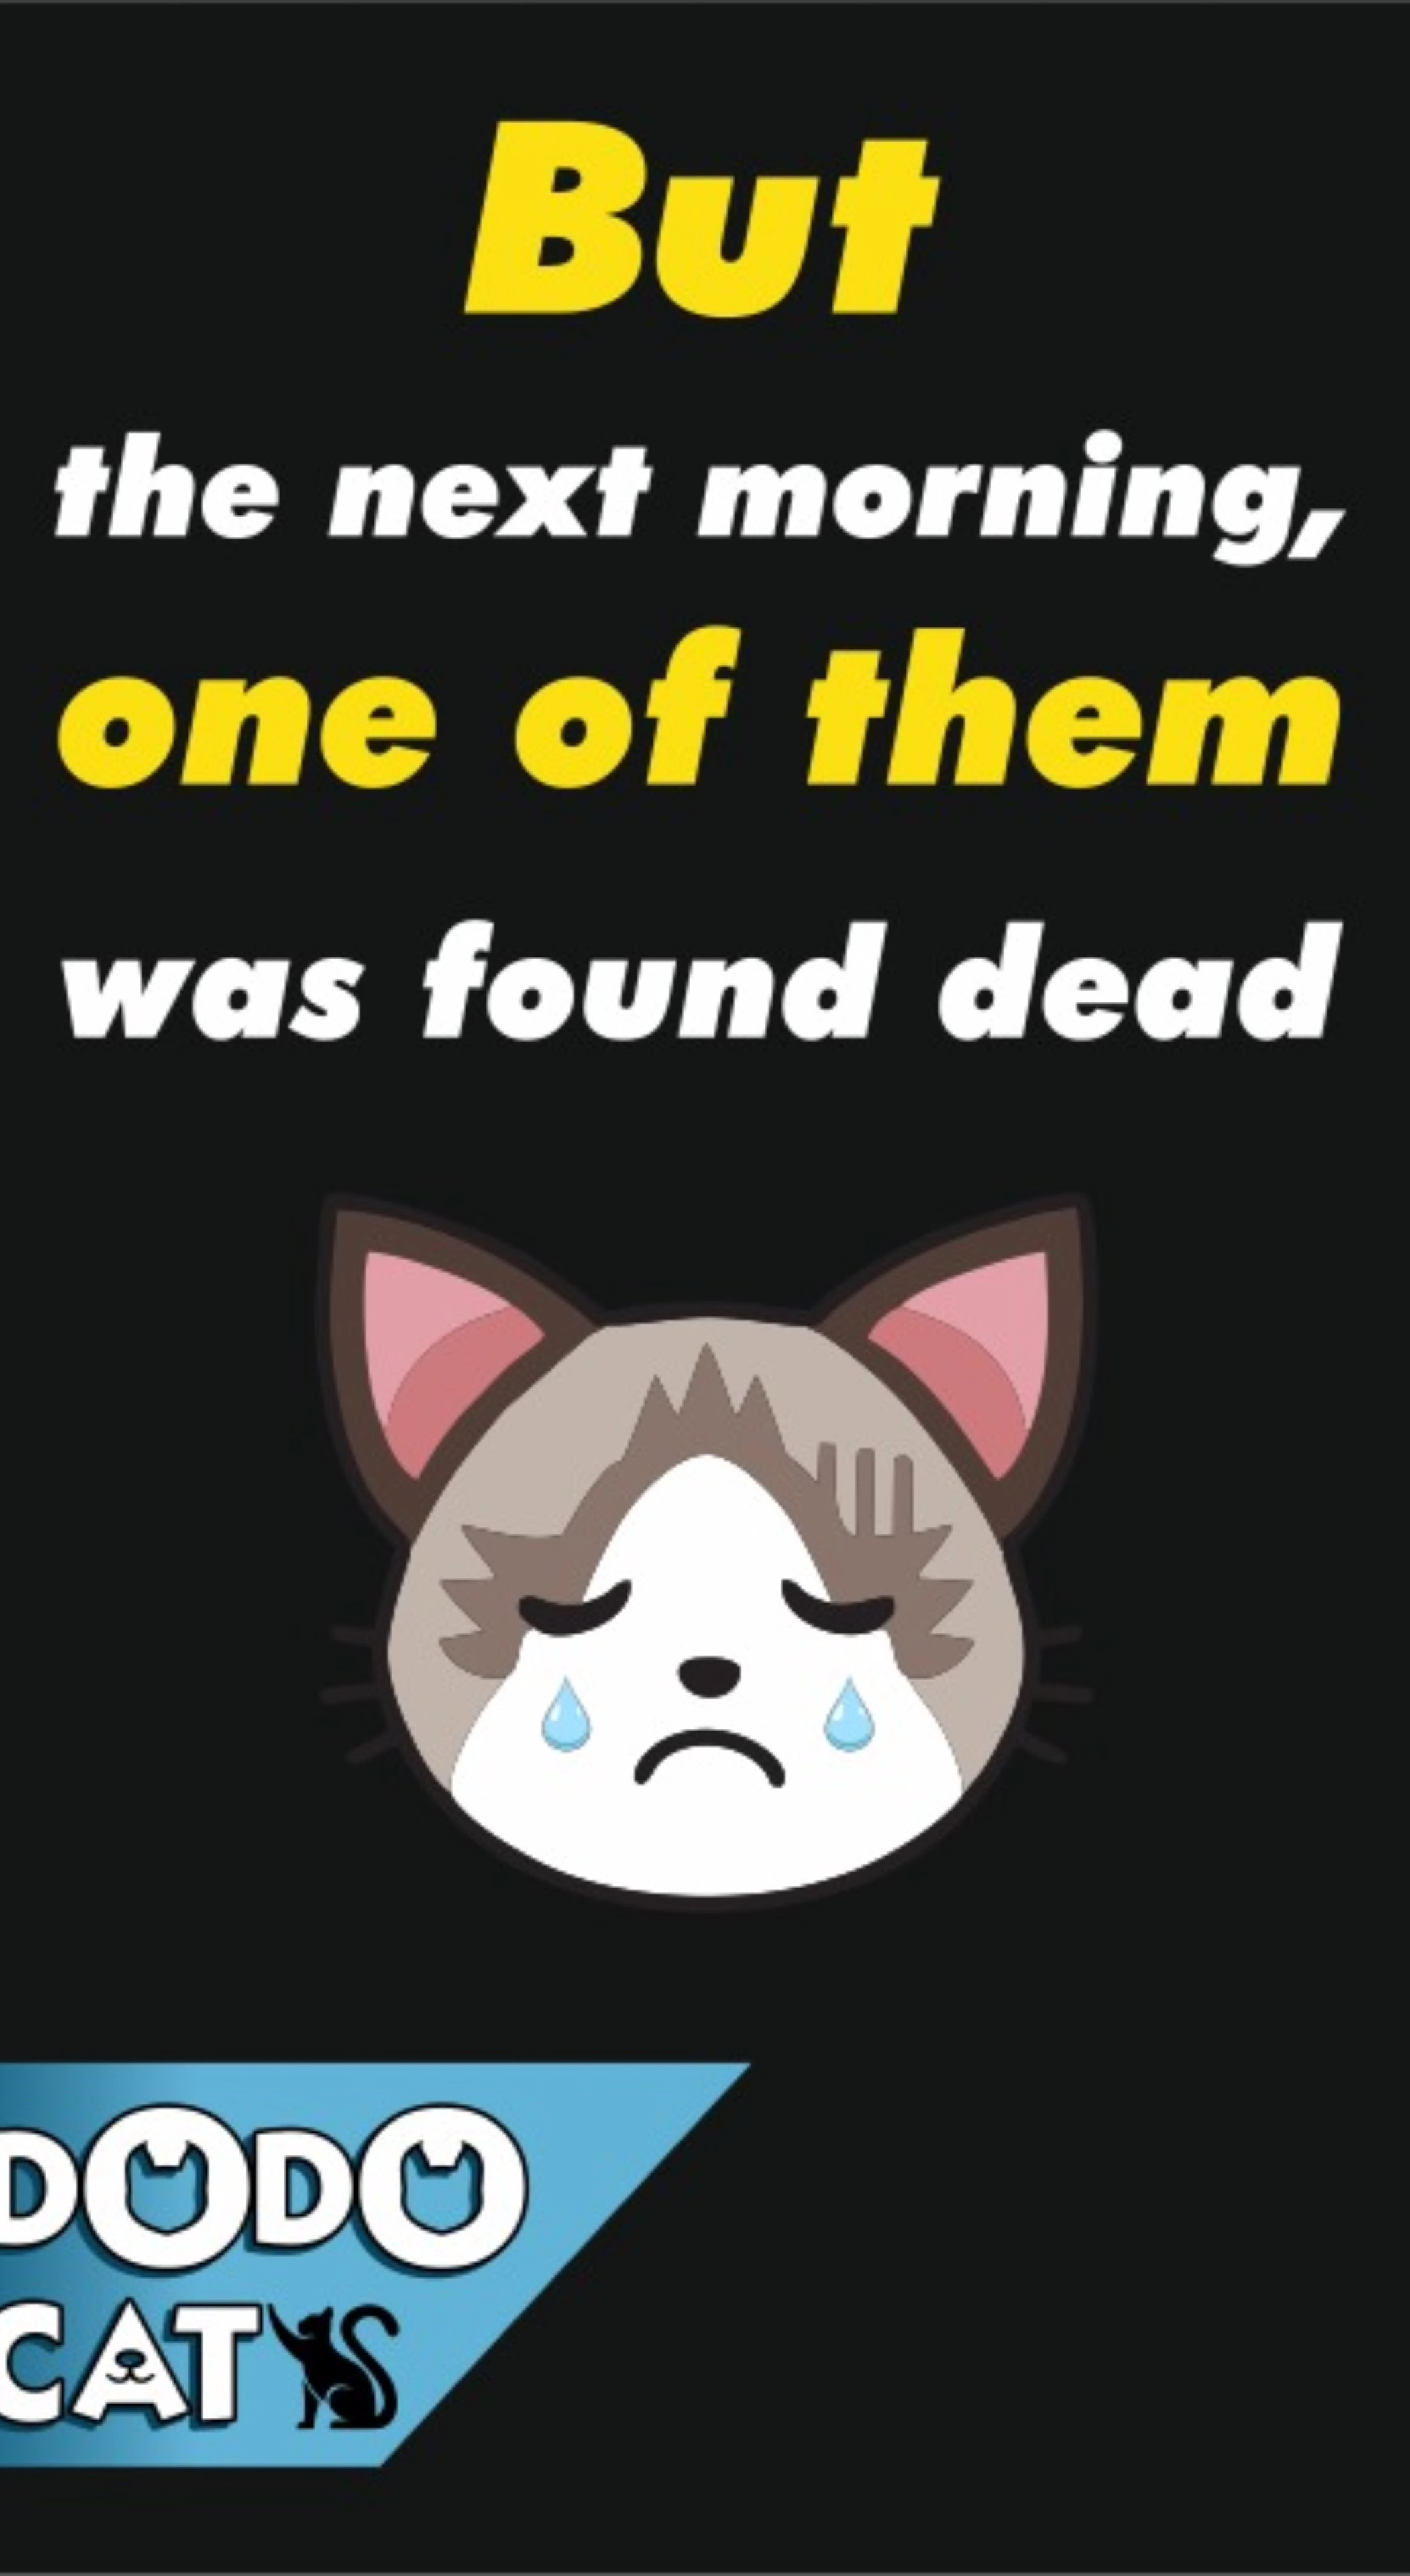 But
the next morning,
one of them
was found dead
DODO
CAT